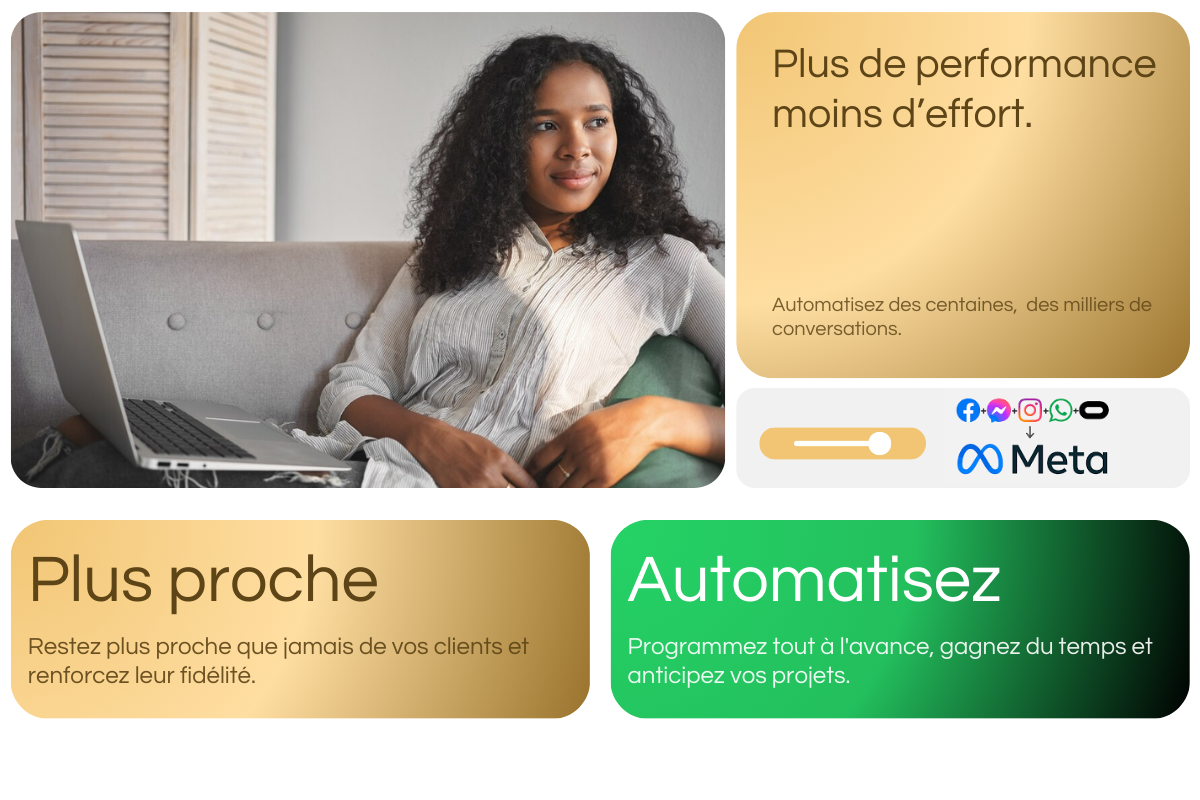 Plus de performance
moins d’effort.
Automatisez des centaines,  des milliers de
conversations.
+ + + +
Meta
Plus proche
Restez plus proche que jamais de vos clients et
renforcez leur fidélité.
Automatisez
Programmez tout à l'avance, gagnez du temps et
anticipez vos projets.